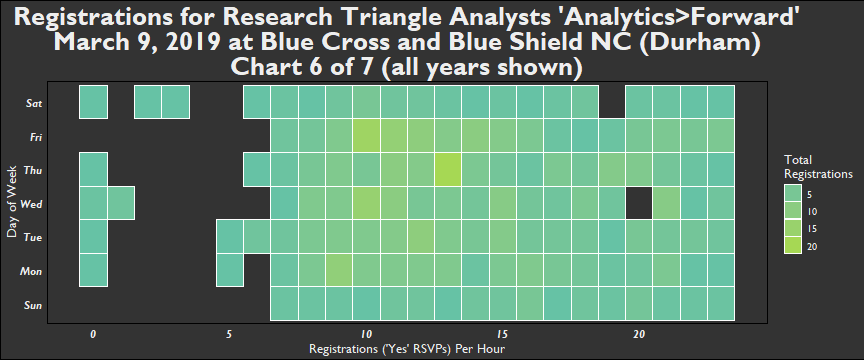 Registrations for Research Triangle Analysts 'Analytics>Forward'
March 9, 2019 at Blue Cross and Blue Shield NC (Durham)
Chart 6 of 7 (all years shown)
Day of Week
Sat
Fri
Thu
Wed
Tue
Mon
Sun
0 5 10 15 20
Registrations ('Yes' RSVPs) Per Hour
Total
Registrations
5
10
15
20